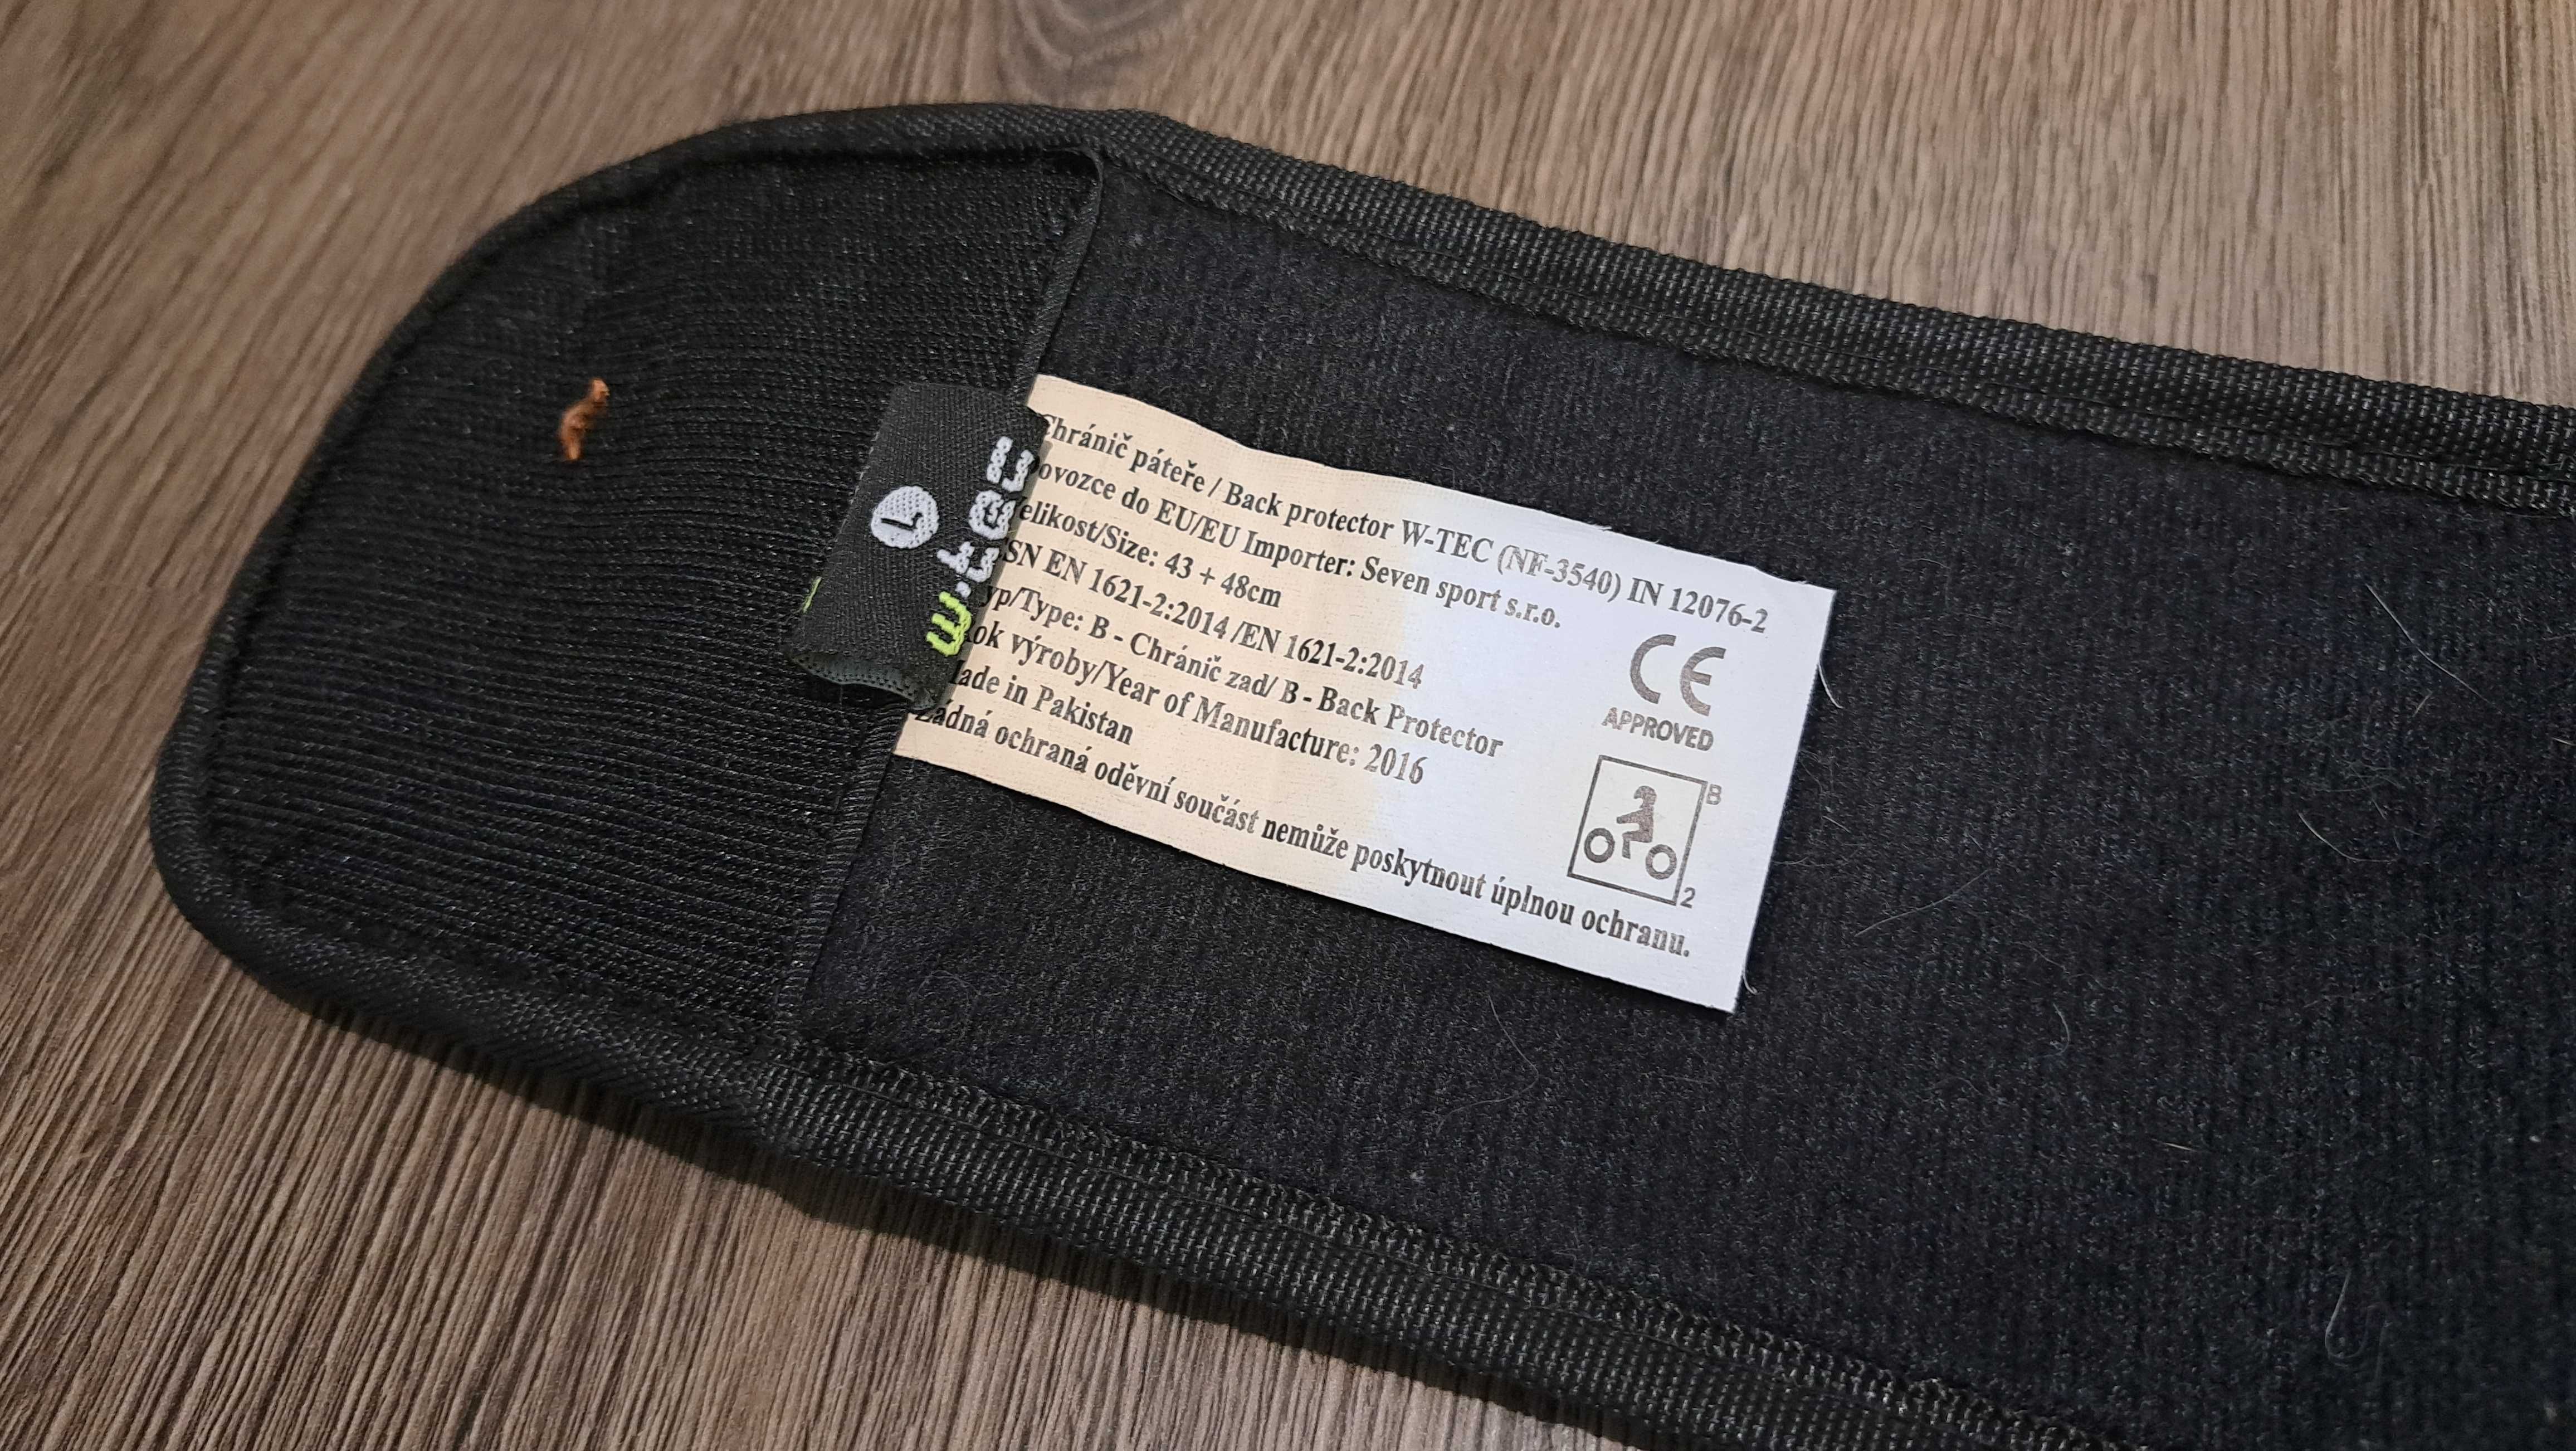 L
w.tec
Chránič páteře / Back protector W-TEC (NF-3540) IN 12076-2
ovozce do EU/EU Importer: Seven sport s.r.o.
elikost/Size: 43 + 48cm
SN EN 1621-2:2014 /EN 1621-2:2014
yp/Type: B - Chránič zad/ B - Back Protector
ok výroby/Year of Manufacture: 2016
Made in Pakistan
Žádná ochraná oděvní součást nemůže poskytnout úplnou ochranu.
CE
APPROVED
B
2